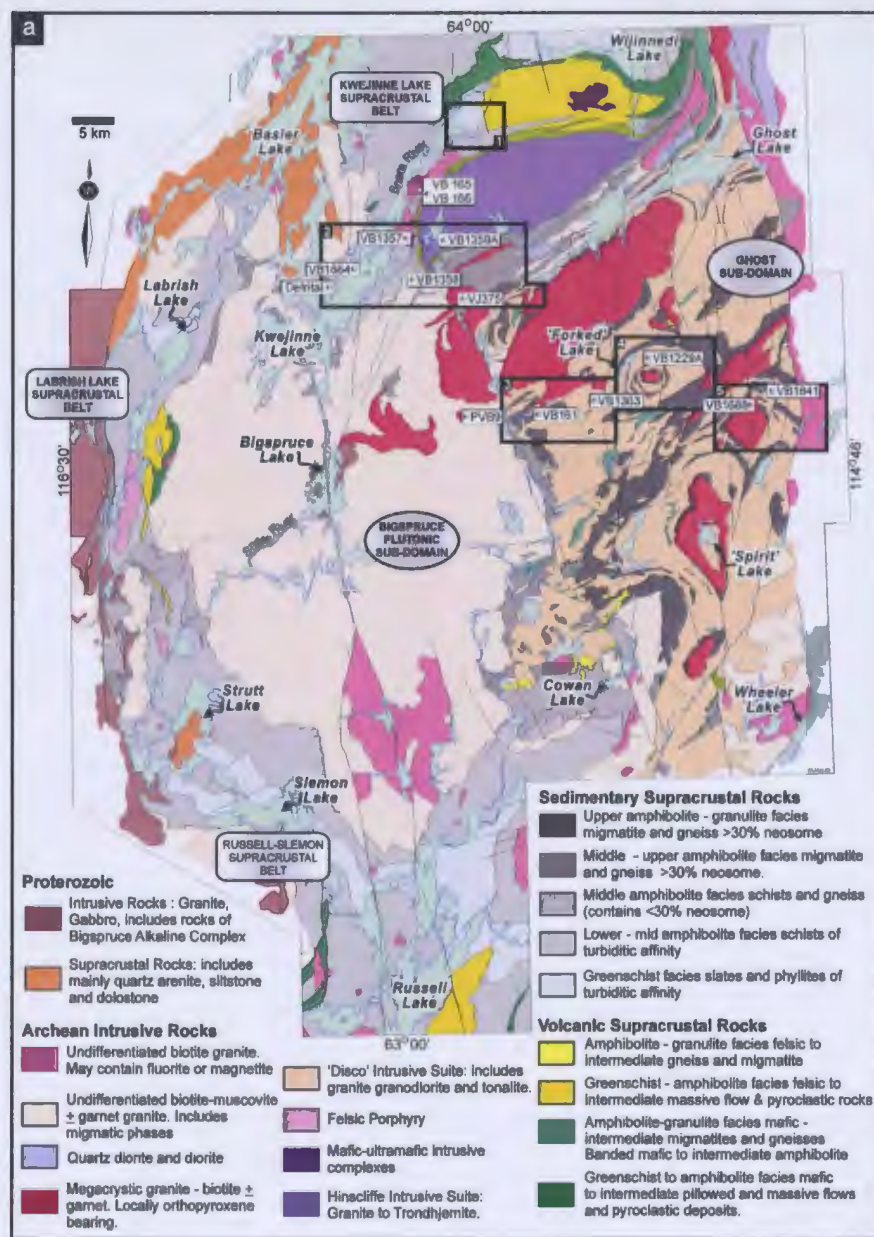 a
64°00'
Wijinnedi
Lake
KWEJINNE LAKE
SUPRACRUSTAL
BELT
5 km
Basler
Lake
Ghost
Lake
1
Snare River
VB 165
VB 166
2
VB1357
VB1359A
GHOST
SUB-DOMAIN
VB1664
Detrital
VB1358
VJ375
Labrish
Lake
Kwejinne
Lake
'Forked'
Lake
4
VB1229A
LABRISH LAKE
SUPRACRUSTAL
BELT
3
5
VB1641
PVB9
VB161
VB1303
VB1668
116°30'
Bigspruce
Lake
114°46'
BIGSPRUCE
PLUTONIC
SUB-DOMAIN
'Spirit'
Lake
Strutt
Lake
Cowan
Lake
Wheeler
Lake
Slemon
Lake
RUSSELL-SLEMON
SUPRACRUSTAL
BELT
Russell
Lake
63°00'
Proterozoic
Intrusive Rocks : Granite,
Gabbro, includes rocks of
Bigspruce Alkaline Complex
Supracrustal Rocks: includes
mainly quartz arenite, siltstone
and dolostone
Archean Intrusive Rocks
Undifferentiated biotite granite.
May contain fluorite or magnetite
Undifferentiated biotite-muscovite
± garnet granite. Includes
migmatic phases
Quartz diorite and diorite
Megacrystic granite - biotite ±
garnet. Locally orthopyroxene
bearing.
'Disco' Intrusive Suite: Includes
granite granodiorite and tonalite.
Felsic Porphyry
Mafic-ultramafic Intrusive
complexes
Hinscliffe Intrusive Suite:
Granite to Trondhjemite.
Sedimentary Supracrustal Rocks
Upper amphibolite - granulite facies
migmatite and gneiss >30% neosome
Middle - upper amphibolite facies migmatite
and gneiss >30% neosome.
Middle amphibolite facies schists and gneiss
(contains <30% neosome)
Lower - mid amphibolite facies schists of
turbiditic affinity
Greenschist facies slates and phyllites of
turbiditic affinity
Volcanic Supracrustal Rocks
Amphibolite - granulite facies felsic to
Intermediate gneiss and migmatite
Greenschist - amphibolite facies felsic to
Intermediate massive flow & pyroclastic rocks
Amphibolite-granulite facies mafic -
intermediate migmatites and gneisses
Banded mafic to intermediate amphibolite
Greenschist to amphibolite facies mafic
to intermediate pillowed and massive flows
and pyroclastic deposits.